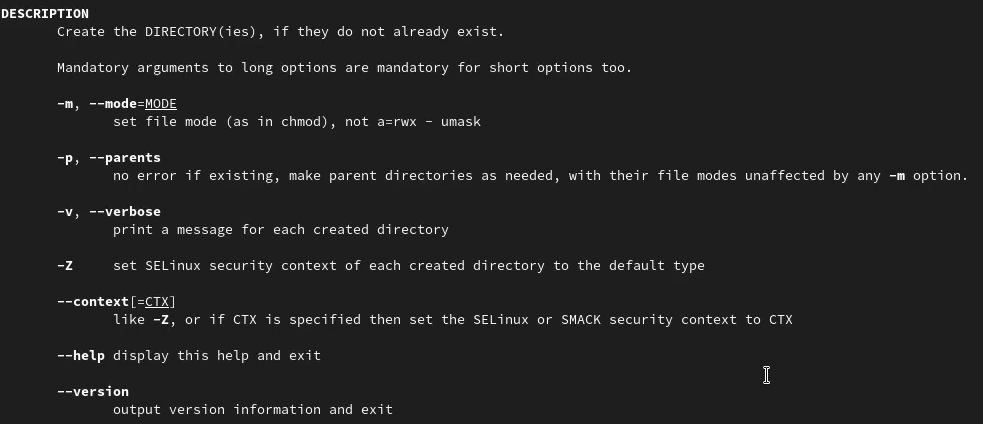 DESCRIPTION
Create the DIRECTORY(ies), if they do not already exist.
Mandatory arguments to long options are mandatory for short options too.
-m, --mode=MODE
set file mode (as in chmod), not a=rwx - umask
-p, --parents
no error if existing, make parent directories as needed, with their file modes unaffected by any -m option.
-v, --verbose
print a message for each created directory
-Z set SELinux security context of each created directory to the default type
--context[=CTX]
like -Z, or if CTX is specified then set the SELinux or SMACK security context to CTX
--help display this help and exit
--version
output version information and exit